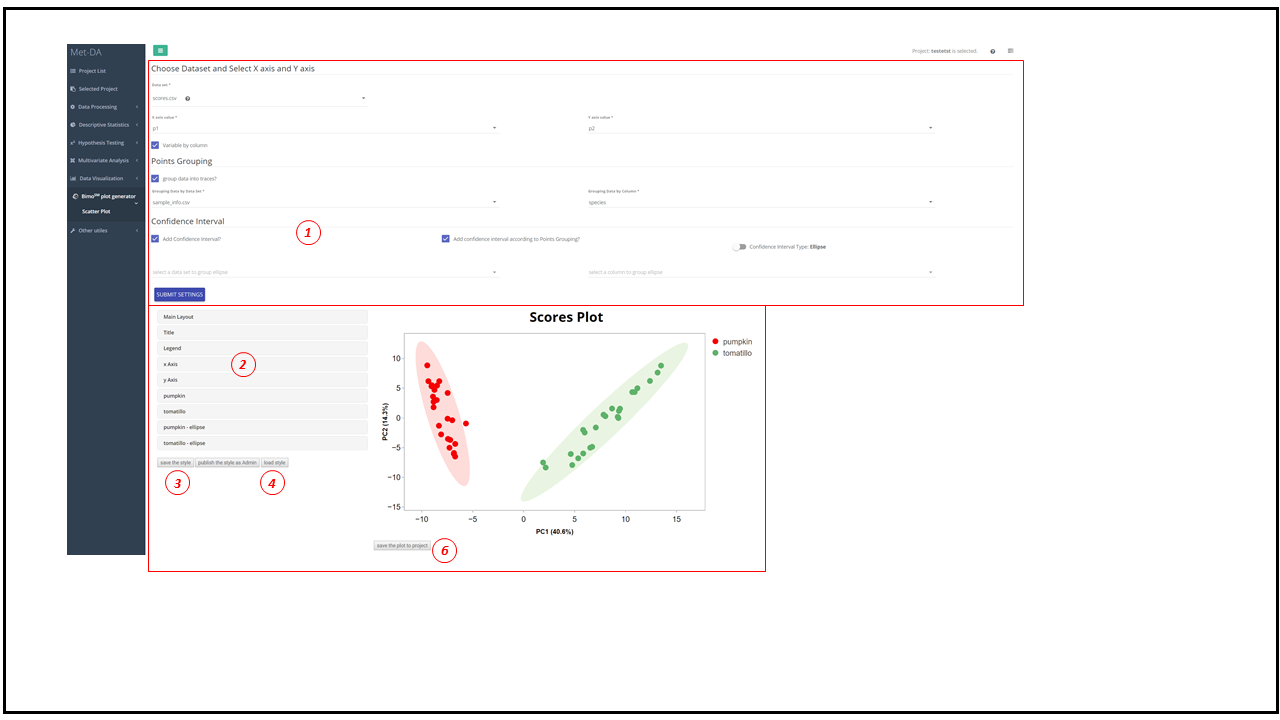 Met-DA
Project: testetst is selected.
Project List
Selected Project
Data Processing
Descriptive Statistics
Hypothesis Testing
Multivariate Analysis
Data Visualization
Bimoᴰᴬ plot generator
Scatter Plot
Other utiles
Choose Dataset and Select X axis and Y axis
Data set *
scores.csv
X axis value *
Y axis value *
p1
p2
Variable by column
Points Grouping
group data into traces?
Grouping Data by Data Set *
Grouping Data by Column *
sample_info.csv
species
Confidence Interval
1
Add Confidence Interval?
Add confidence interval according to Points Grouping?
Confidence Interval Type: Ellipse
select a data set to group ellipse
select a column to group ellipse
SUBMIT SETTINGS
Main Layout
Title
Legend
x Axis
2
y Axis
pumpkin
tomatillo
pumpkin - ellipse
tomatillo - ellipse
save the style
publish the style as Admin
load style
3
4
Scores Plot
pumpkin
tomatillo
10
5
0
−5
−10
−15
PC2 (14.3%)
−10
−5
0
5
10
15
PC1 (40.6%)
save the plot to project
6